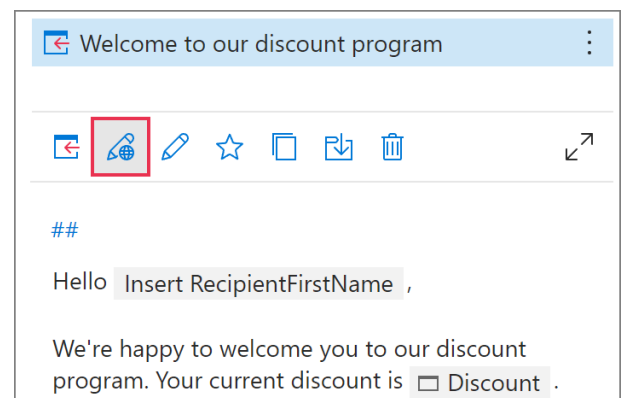 Welcome to our discount program
##
Hello Insert RecipientFirstName ,
We're happy to welcome you to our discount
program. Your current discount is Discount .